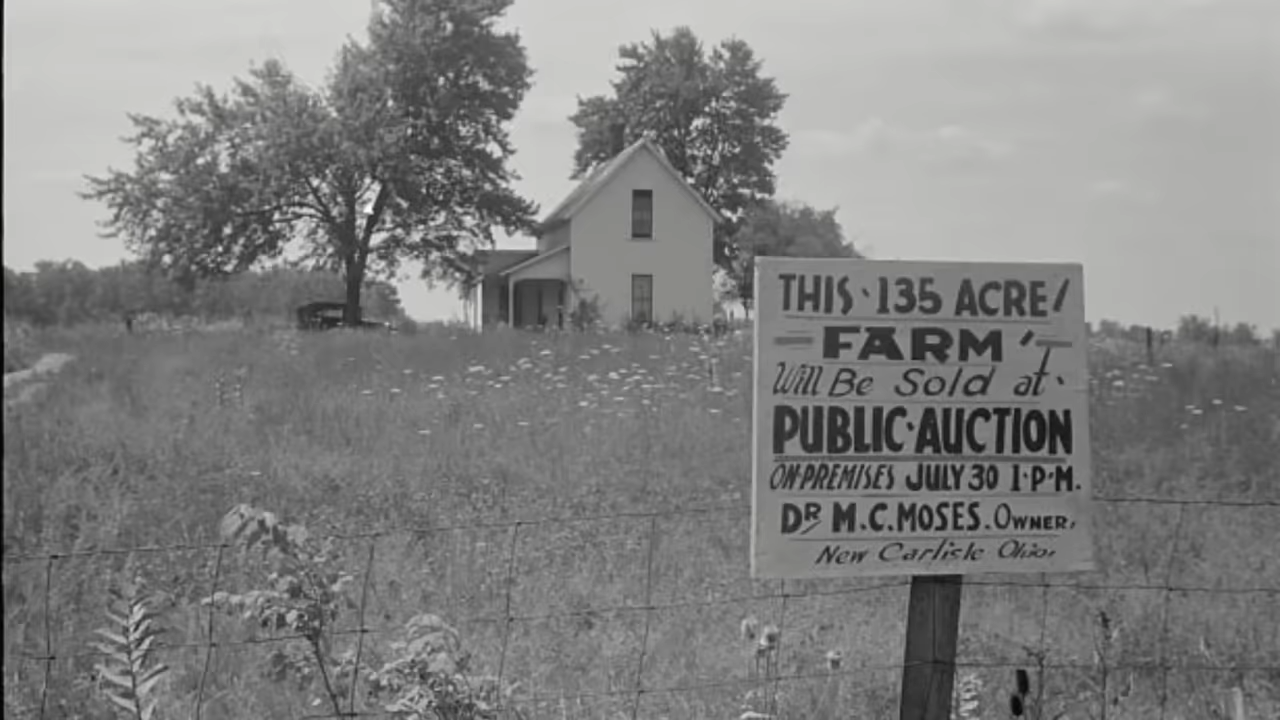 THIS · 135 ACRE
FARM
Will Be Sold at
PUBLIC · AUCTION
ON · PREMISES JULY 30 1 · P · M.
DR M.C. MOSES. OWNER,
New Carlisle Ohio,